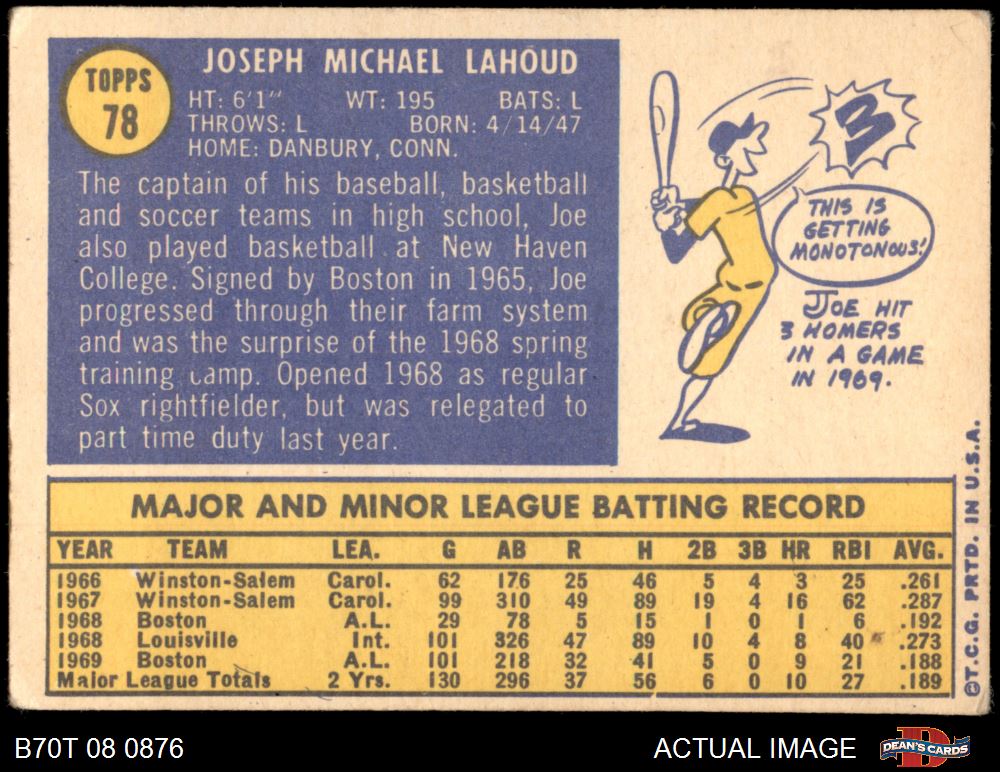 TOPPS
78
JOSEPH MICHAEL LAHOUD
HT: 6'1" WT: 195 BATS: L
THROWS: L BORN: 4/14/47
HOME: DANBURY, CONN.
The captain of his baseball, basketball
and soccer teams in high school, Joe
also played basketball at New Haven
College. Signed by Boston in 1965, Joe
progressed through their farm system
and was the surprise of the 1968 spring
training camp. Opened 1968 as regular
Sox rightfielder, but was relegated to
part time duty last year.
3
THIS IS
GETTING
MONOTONOUS!
JOE HIT
3 HOMERS
IN A GAME
IN 1969.
MAJOR AND MINOR LEAGUE BATTING RECORD
YEAR TEAM LEA. G AB R H 2B 3B HR RBI AVG.
1966 Winston-Salem Carol. 62 176 25 46 5 4 3 25 .261
1967 Winston-Salem Carol. 99 310 49 89 19 4 16 62 .287
1968 Boston A.L. 29 78 5 15 1 0 1 6 .192
1968 Louisville Int. 101 326 47 89 10 4 8 40 .273
1969 Boston A.L. 101 218 32 41 5 0 9 21 .188
Major League Totals 2 Yrs. 130 296 37 56 6 0 10 27 .189
©T.C.G. PRTD. IN U.S.A.
B70T 08 0876
ACTUAL IMAGE
D
DEAN'S CARDS